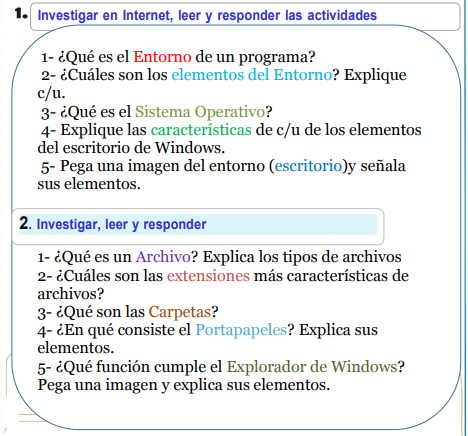 1. Investigar en Internet, leer y responder las actividades
1- ¿Qué es el Entorno de un programa?
2- ¿Cuáles son los elementos del Entorno? Explique
c/u.
3- ¿Qué es el Sistema Operativo?
4- Explique las características de c/u de los elementos
del escritorio de Windows.
5- Pega una imagen del entorno (escritorio)y señala
sus elementos.
2. Investigar, leer y responder
1- ¿Qué es un Archivo? Explica los tipos de archivos
2- ¿Cuáles son las extensiones más características de
archivos?
3- ¿Qué son las Carpetas?
4- ¿En qué consiste el Portapapeles? Explica sus
elementos.
5- ¿Qué función cumple el Explorador de Windows?
Pega una imagen y explica sus elementos.